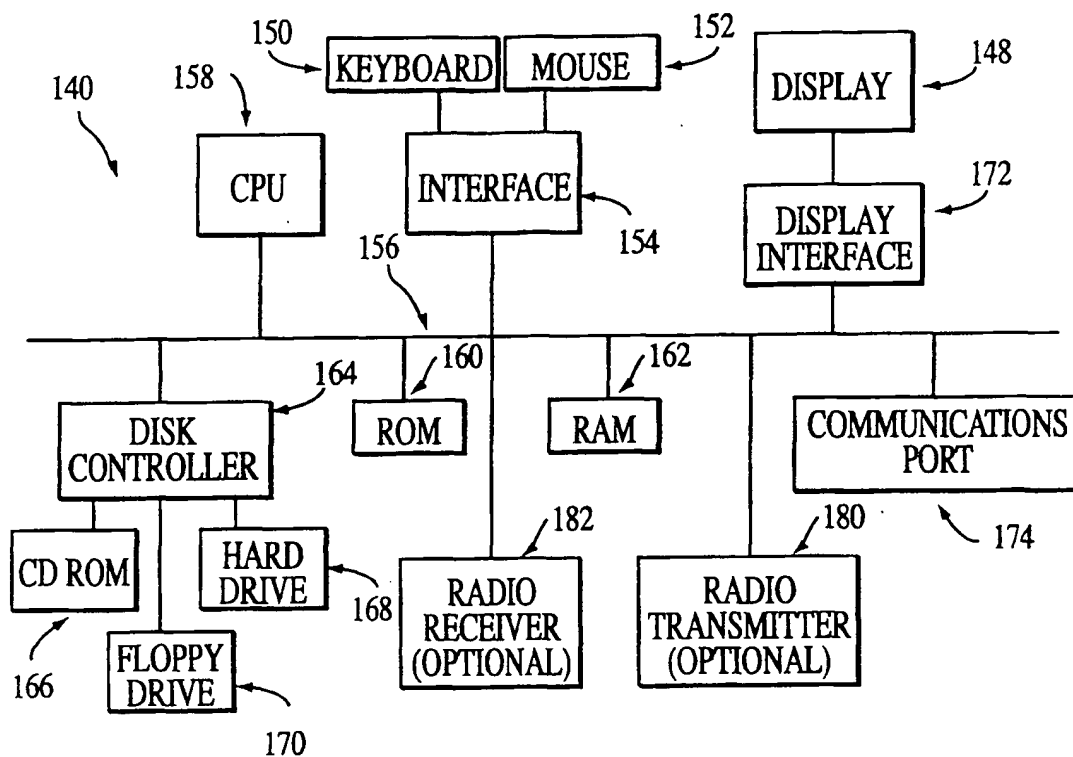 150
152
KEYBOARD
MOUSE
148
158
140
DISPLAY
CPU
INTERFACE
172
154
DISPLAY
INTERFACE
156
160
162
164
DISK
CONTROLLER
ROM
RAM
COMMUNICATIONS
PORT
182
180
174
CD ROM
HARD
DRIVE
168
RADIO
RECEIVER
(OPTIONAL)
RADIO
TRANSMITTER
(OPTIONAL)
166
FLOPPY
DRIVE
170